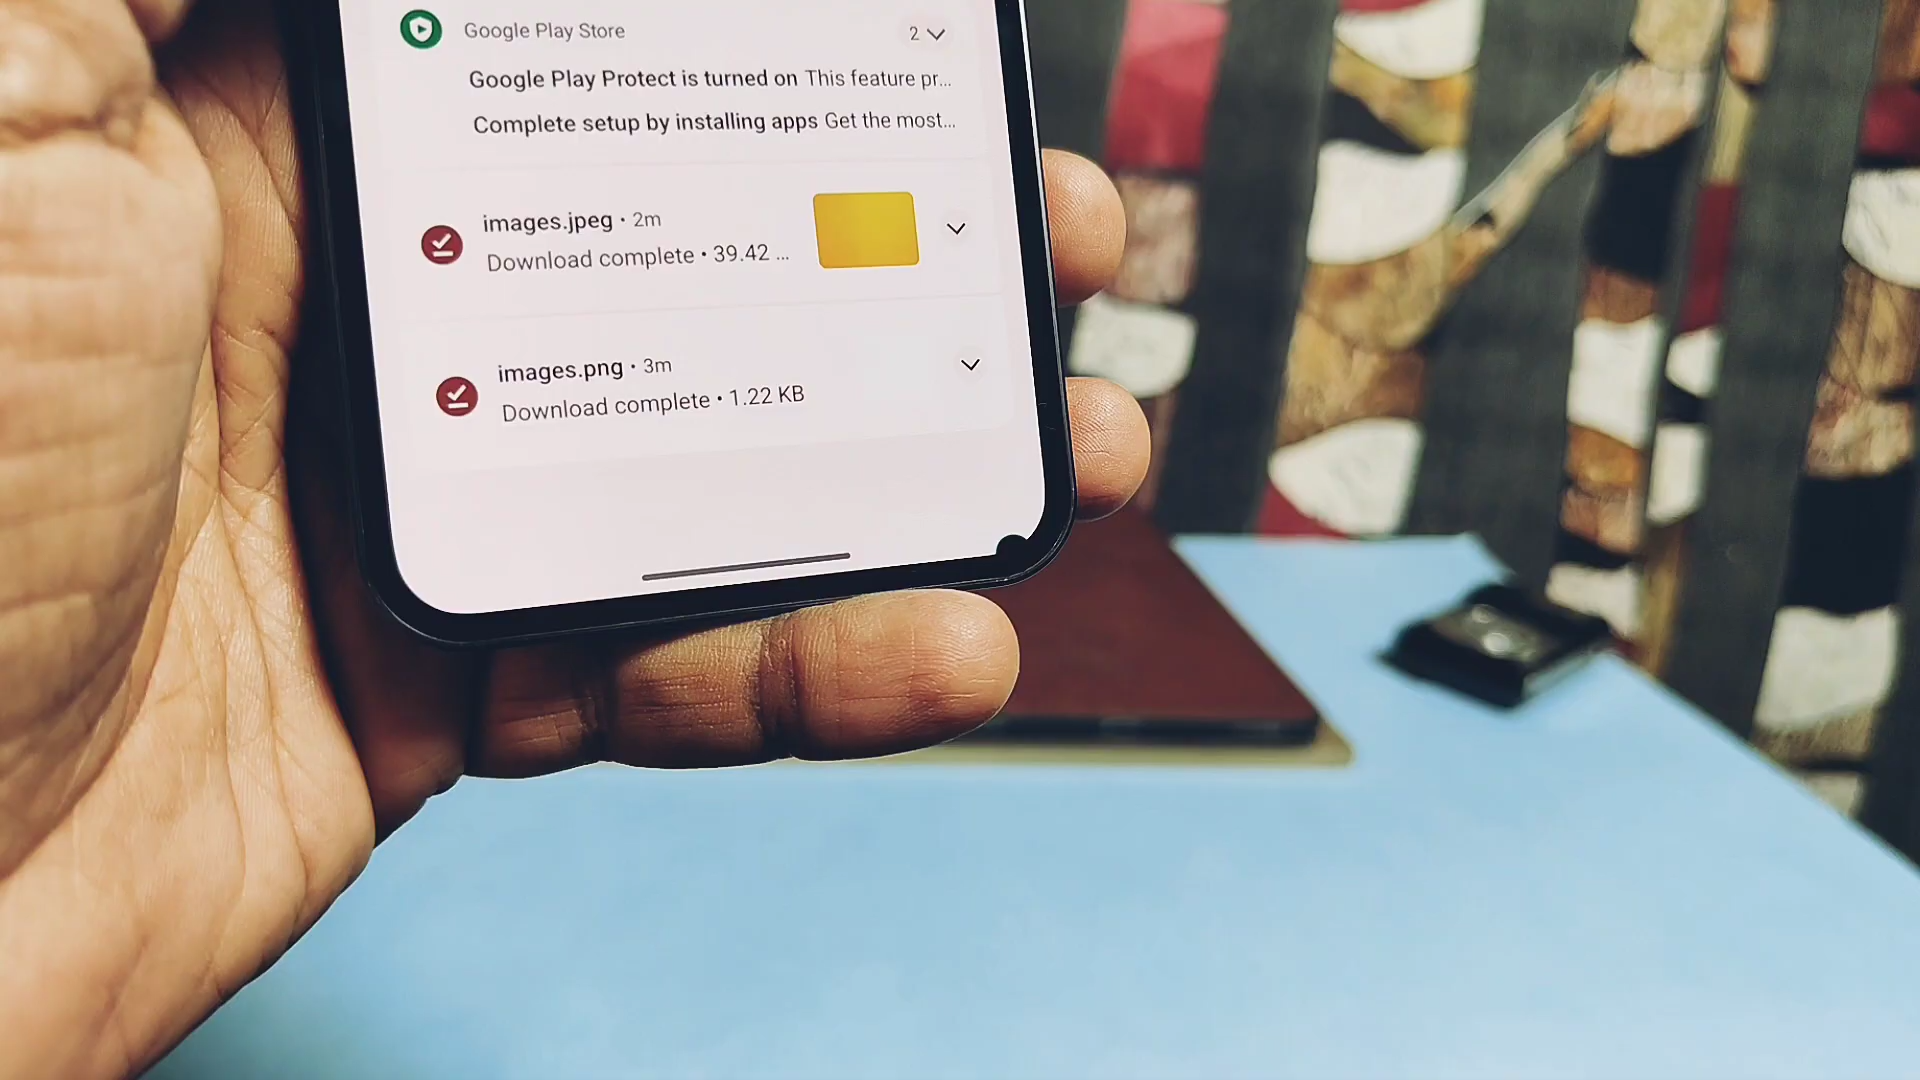 Google Play Store
2
Google Play Protect is turned on This feature pr...
Complete setup by installing apps Get the most...
images.jpeg • 2m
Download complete • 39.42 ...
images.png • 3m
Download complete • 1.22 KB